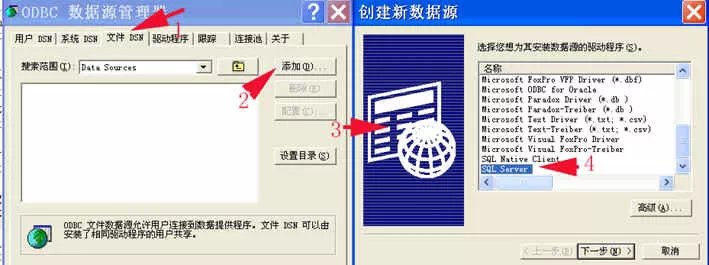 ODBC 数据源管理器
1
用户 DSN 系统 DSN 文件 DSN 驱动程序 跟踪 连接池 关于
搜索范围(I): Data Sources
添加(D)...
2
删除(R)
配置(C)...
设置目录(S)...
ODBC 文件数据源允许用户连接到数据提供程序。文件 DSN 可以由
安装了相同驱动程序的用户共享。
创建新数据源
选择您想为其安装数据源的驱动程序(S)。
名称
Microsoft FoxPro VFP Driver (*.dbf)
Microsoft ODBC for Oracle
Microsoft Paradox Driver (*.db )
Microsoft Paradox-Treiber (*.db )
Microsoft Text Driver (*.txt; *.csv)
Microsoft Text-Treiber (*.txt; *.csv)
Microsoft Visual FoxPro Driver
Microsoft Visual FoxPro-Treiber
SQL Native Client
SQL Server
3
4
高级(A)...
< 上一步(B) 下一步(N) > 取消